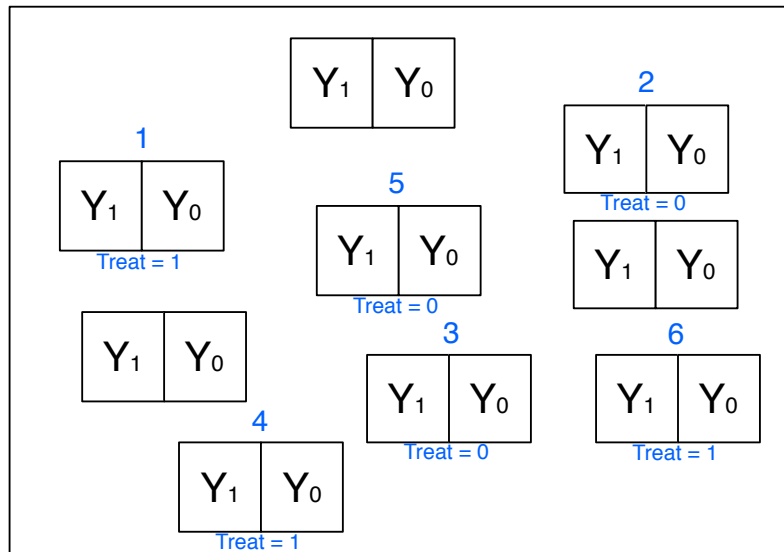 Y₁ Y₀
2
1
Y₁ Y₀
Treat = 0
Y₁ Y₀
Treat = 1
5
Y₁ Y₀
Treat = 0
Y₁ Y₀
Y₁ Y₀
3
Y₁ Y₀
Treat = 0
6
Y₁ Y₀
Treat = 1
4
Y₁ Y₀
Treat = 1